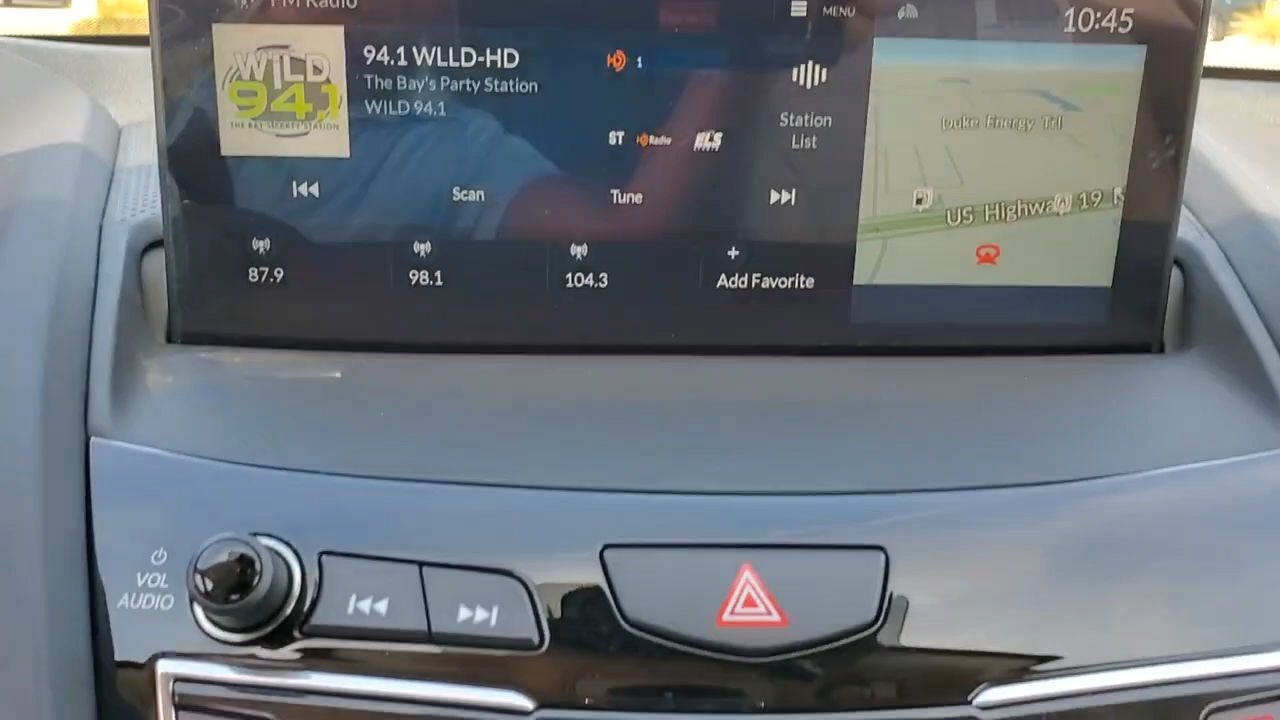 FM Radio
MENU
10:45
WiLD
94.1
THE BAY'S PARTY STATION
94.1 WLLD-HD
The Bay's Party Station
WILD 94.1
1
ST
Radio
ELS
Station
List
Scan
Tune
87.9
98.1
104.3
+
Add Favorite
Duke Energy Trl
US Highway 19
VOL
AUDIO